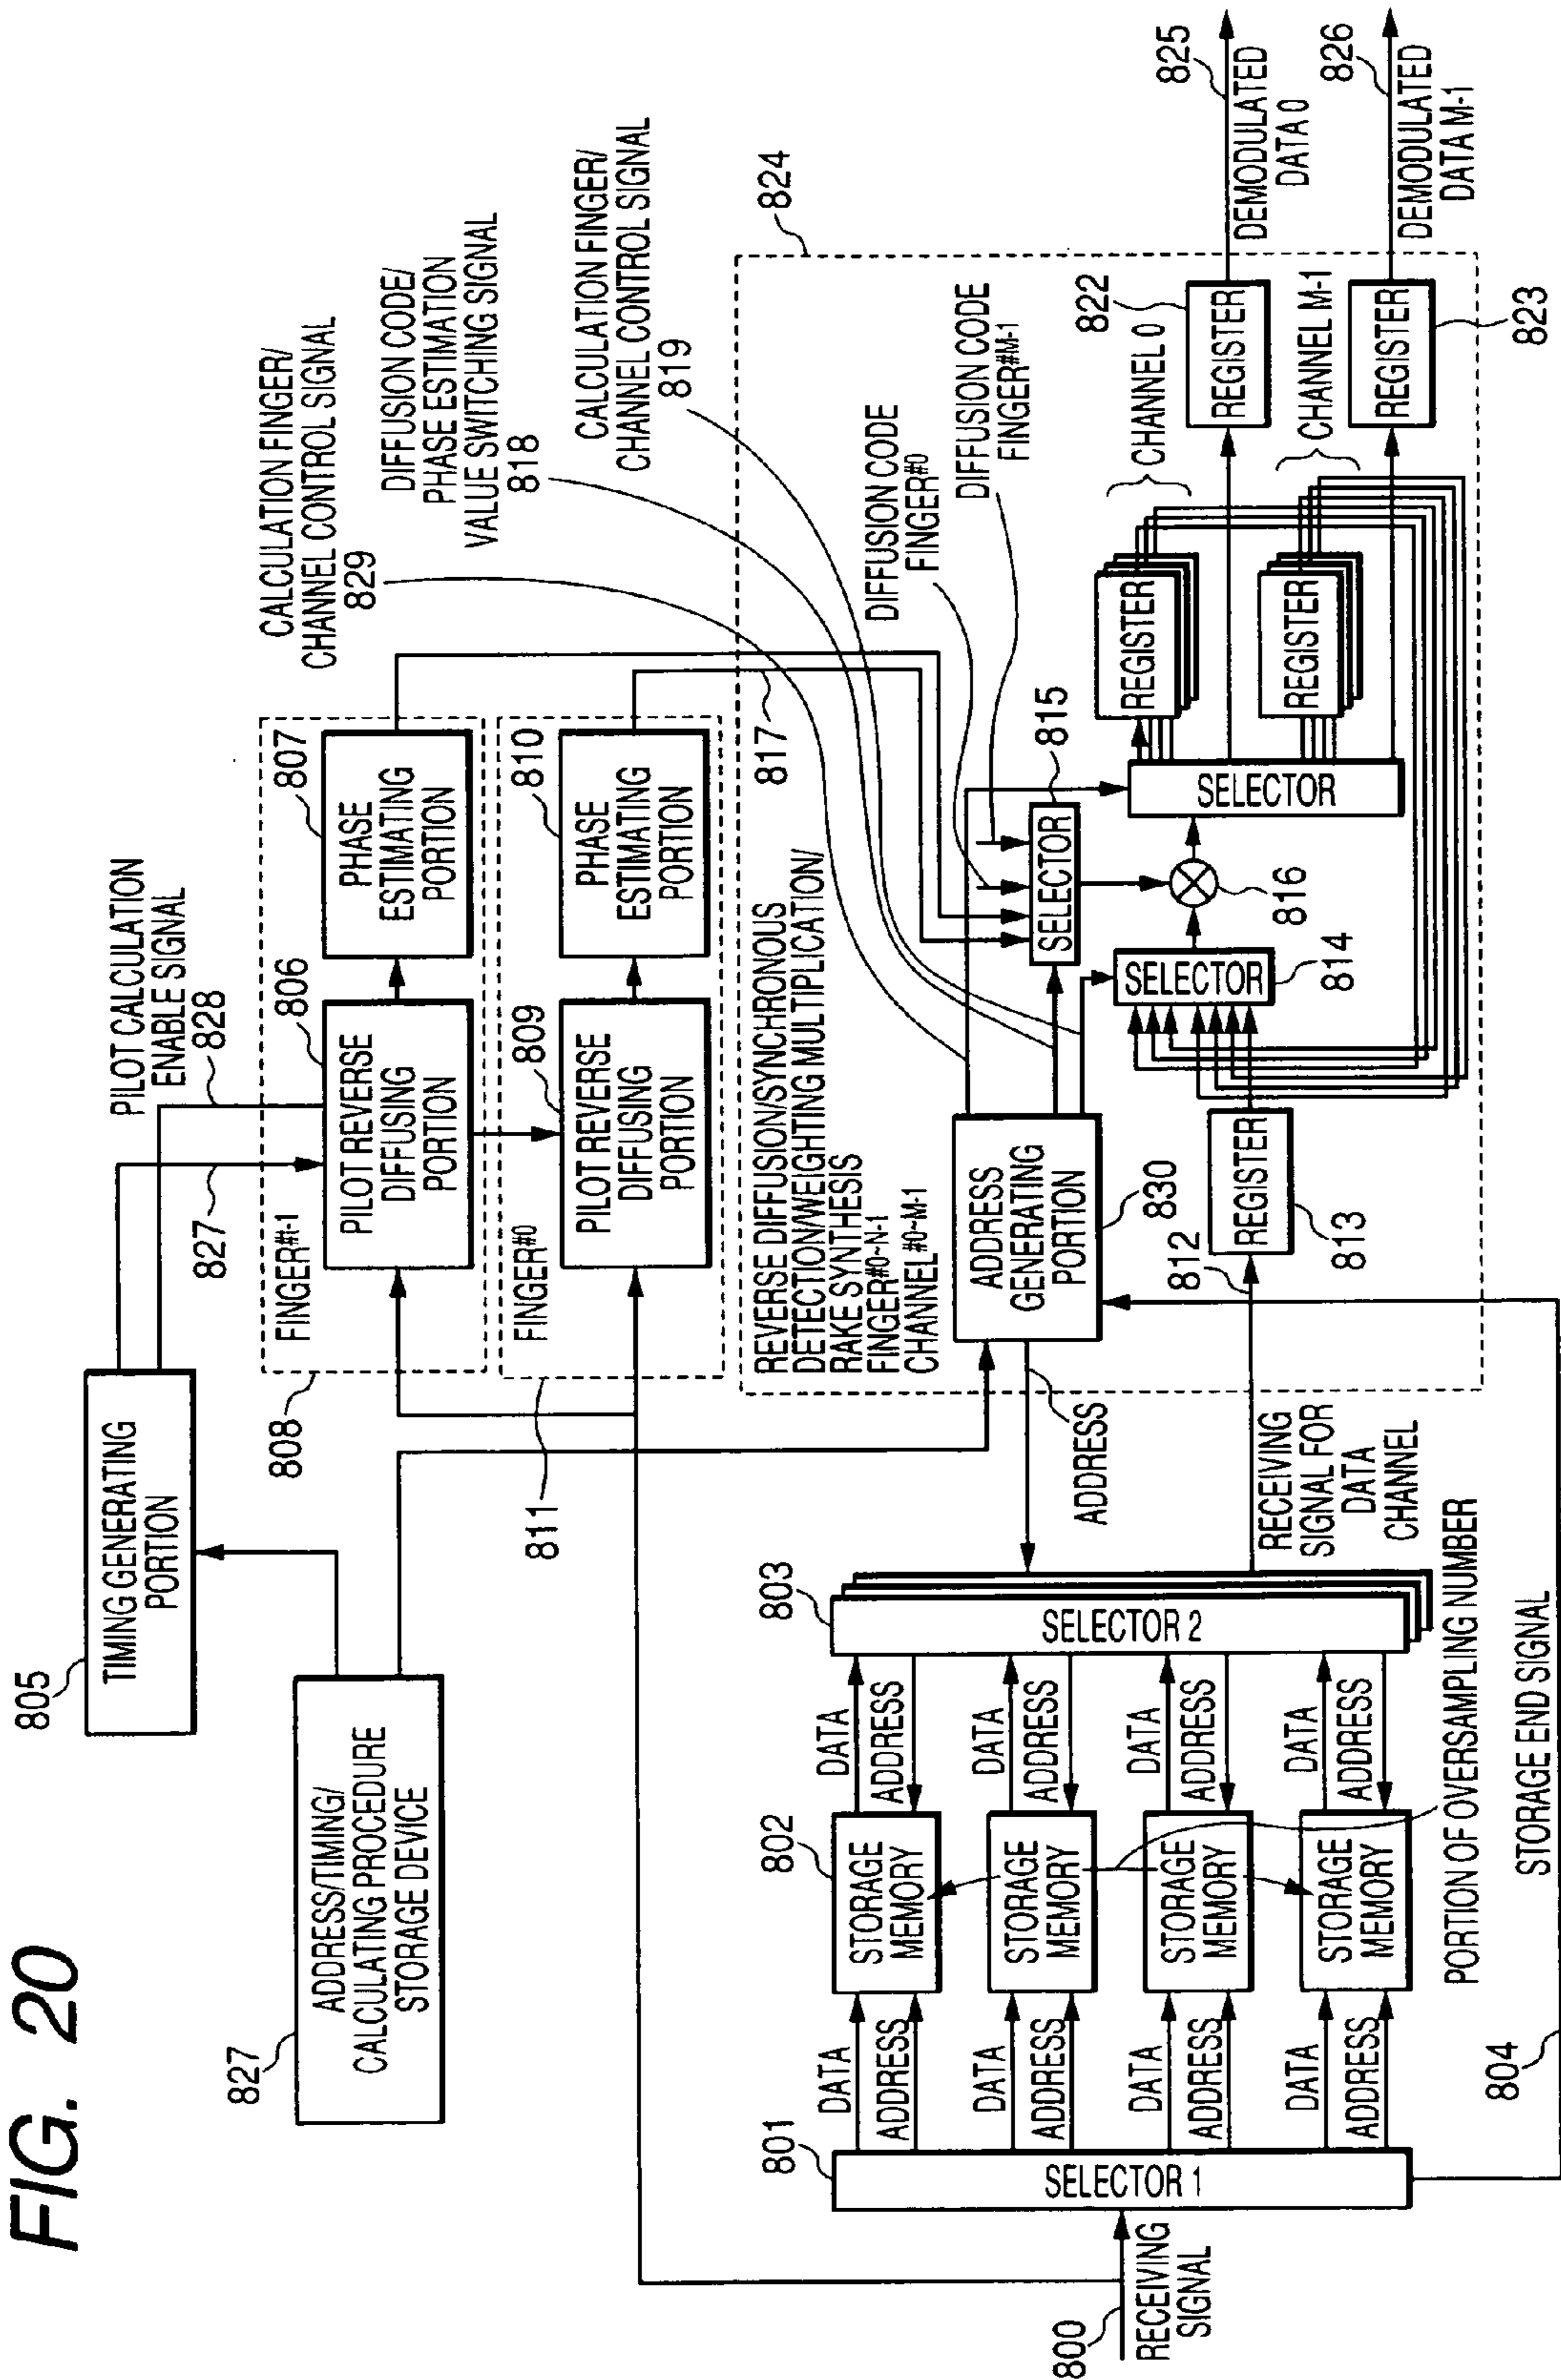 FIG. 20
805
TIMING GENERATING
PORTION
827
ADDRESS/TIMING/
CALCULATING PROCEDURE
STORAGE DEVICE
PILOT CALCULATION
ENABLE SIGNAL
828
827
808
FINGER#-1
806
PILOT REVERSE
DIFFUSING
PORTION
807
PHASE
ESTIMATING
PORTION
811
FINGER#0
809
PILOT REVERSE
DIFFUSING
PORTION
810
PHASE
ESTIMATING
PORTION
817
CALCULATION FINGER/
CHANNEL CONTROL SIGNAL
829
DIFFUSION CODE/
PHASE ESTIMATION
VALUE SWITCHING SIGNAL
818
CALCULATION FINGER/
CHANNEL CONTROL SIGNAL
819
824
REVERSE DIFFUSION/SYNCHRONOUS
DETECTION/WEIGHTING MULTIPLICATION/
RAKE SYNTHESIS
FINGER#0~N-1
CHANNEL#0~M-1
DIFFUSION CODE
FINGER#0
DIFFUSION CODE
FINGER#M-1
ADDRESS
GENERATING
PORTION
830
SELECTOR
815
816
SELECTOR
814
812
REGISTER
813
SELECTOR
REGISTER
CHANNEL 0
REGISTER
CHANNEL M-1
822
REGISTER
REGISTER
823
825
DEMODULATED
DATA 0
826
DEMODULATED
DATA M-1
800
RECEIVING
SIGNAL
801
SELECTOR 1
DATA
ADDRESS
DATA
ADDRESS
DATA
ADDRESS
DATA
ADDRESS
802
STORAGE
MEMORY
STORAGE
MEMORY
STORAGE
MEMORY
STORAGE
MEMORY
DATA
ADDRESS
DATA
ADDRESS
DATA
ADDRESS
DATA
ADDRESS
803
SELECTOR 2
ADDRESS
RECEIVING
SIGNAL FOR
DATA
CHANNEL
PORTION OF OVERSAMPLING NUMBER
STORAGE END SIGNAL
804